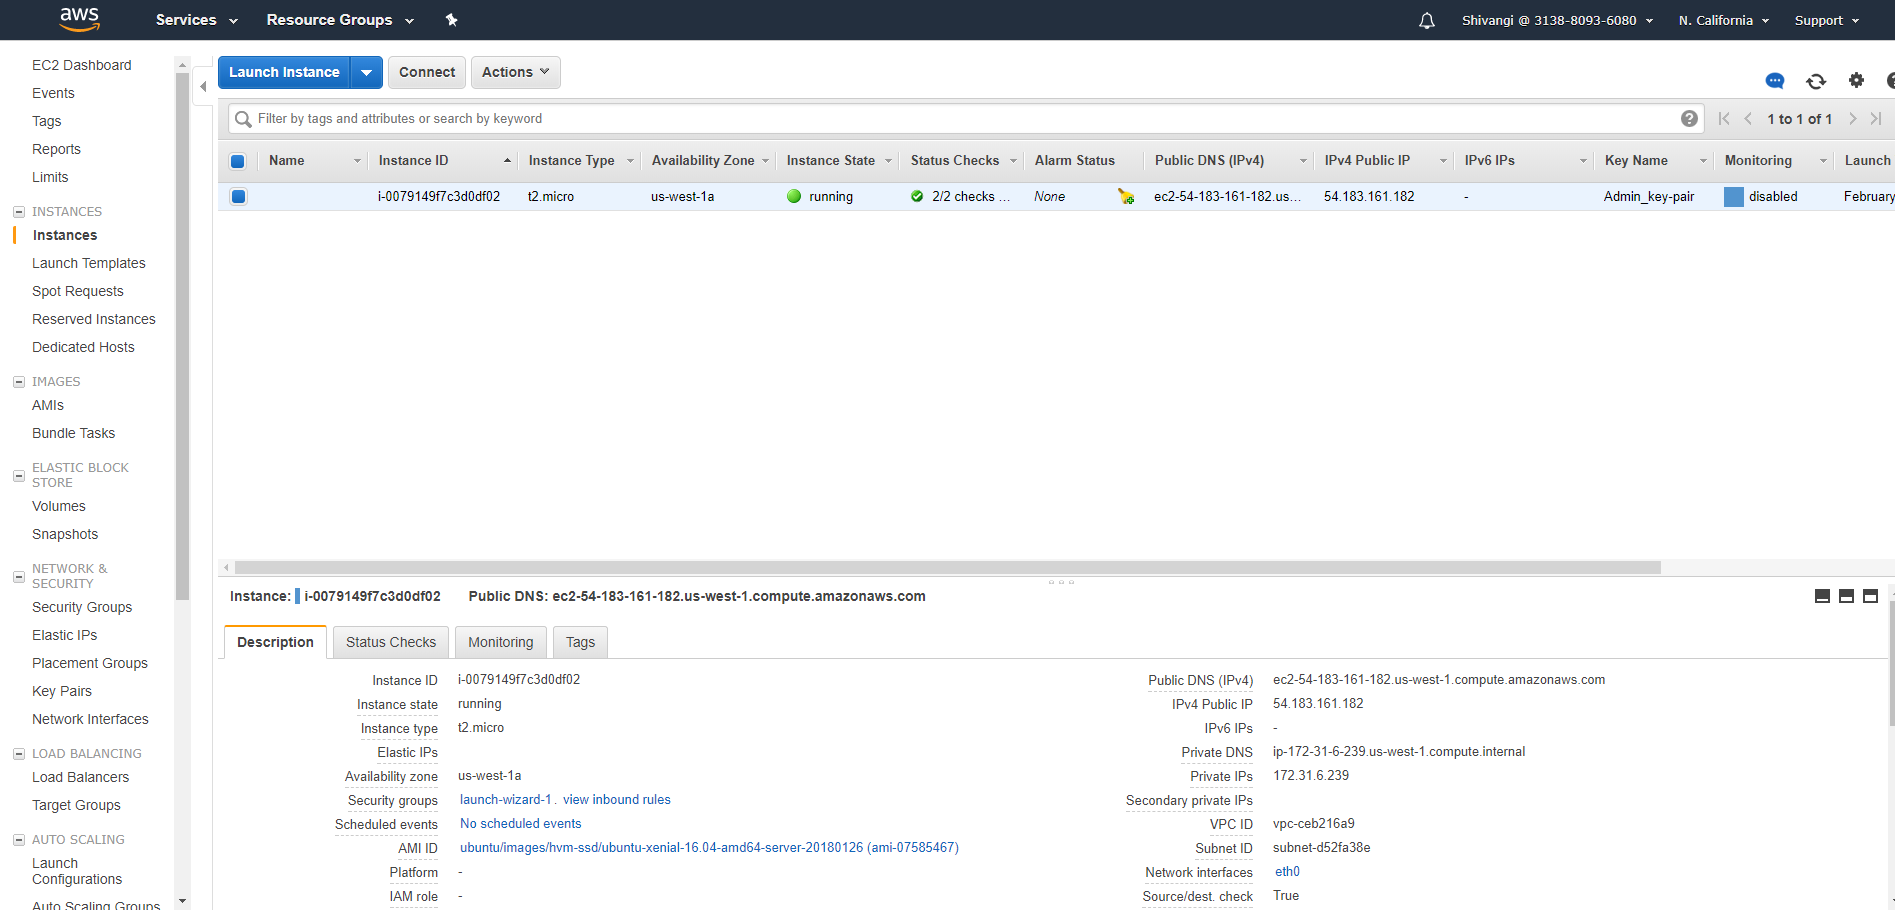 aws Services Resource Groups Shivangi @ 3138-8093-6080 N. California Support
EC2 Dashboard
Events
Tags
Reports
Limits
INSTANCES
Instances
Launch Templates
Spot Requests
Reserved Instances
Dedicated Hosts
IMAGES
AMIs
Bundle Tasks
ELASTIC BLOCK
STORE
Volumes
Snapshots
NETWORK &
SECURITY
Security Groups
Elastic IPs
Placement Groups
Key Pairs
Network Interfaces
LOAD BALANCING
Load Balancers
Target Groups
AUTO SCALING
Launch
Configurations
Auto Scaling Groups
Launch Instance Connect Actions
Filter by tags and attributes or search by keyword 1 to 1 of 1
Name Instance ID Instance Type Availability Zone Instance State Status Checks Alarm Status Public DNS (IPv4) IPv4 Public IP IPv6 IPs Key Name Monitoring Launch
i-0079149f7c3d0df02 t2.micro us-west-1a running 2/2 checks ... None ec2-54-183-161-182.us... 54.183.161.182 - Admin_key-pair disabled February
Instance: i-0079149f7c3d0df02 Public DNS: ec2-54-183-161-182.us-west-1.compute.amazonaws.com
Description Status Checks Monitoring Tags
Instance ID i-0079149f7c3d0df02
Instance state running
Instance type t2.micro
Elastic IPs
Availability zone us-west-1a
Security groups launch-wizard-1. view inbound rules
Scheduled events No scheduled events
AMI ID ubuntu/images/hvm-ssd/ubuntu-xenial-16.04-amd64-server-20180126 (ami-07585467)
Platform -
IAM role -
Public DNS (IPv4) ec2-54-183-161-182.us-west-1.compute.amazonaws.com
IPv4 Public IP 54.183.161.182
IPv6 IPs -
Private DNS ip-172-31-6-239.us-west-1.compute.internal
Private IPs 172.31.6.239
Secondary private IPs
VPC ID vpc-ceb216a9
Subnet ID subnet-d52fa38e
Network interfaces eth0
Source/dest. check True